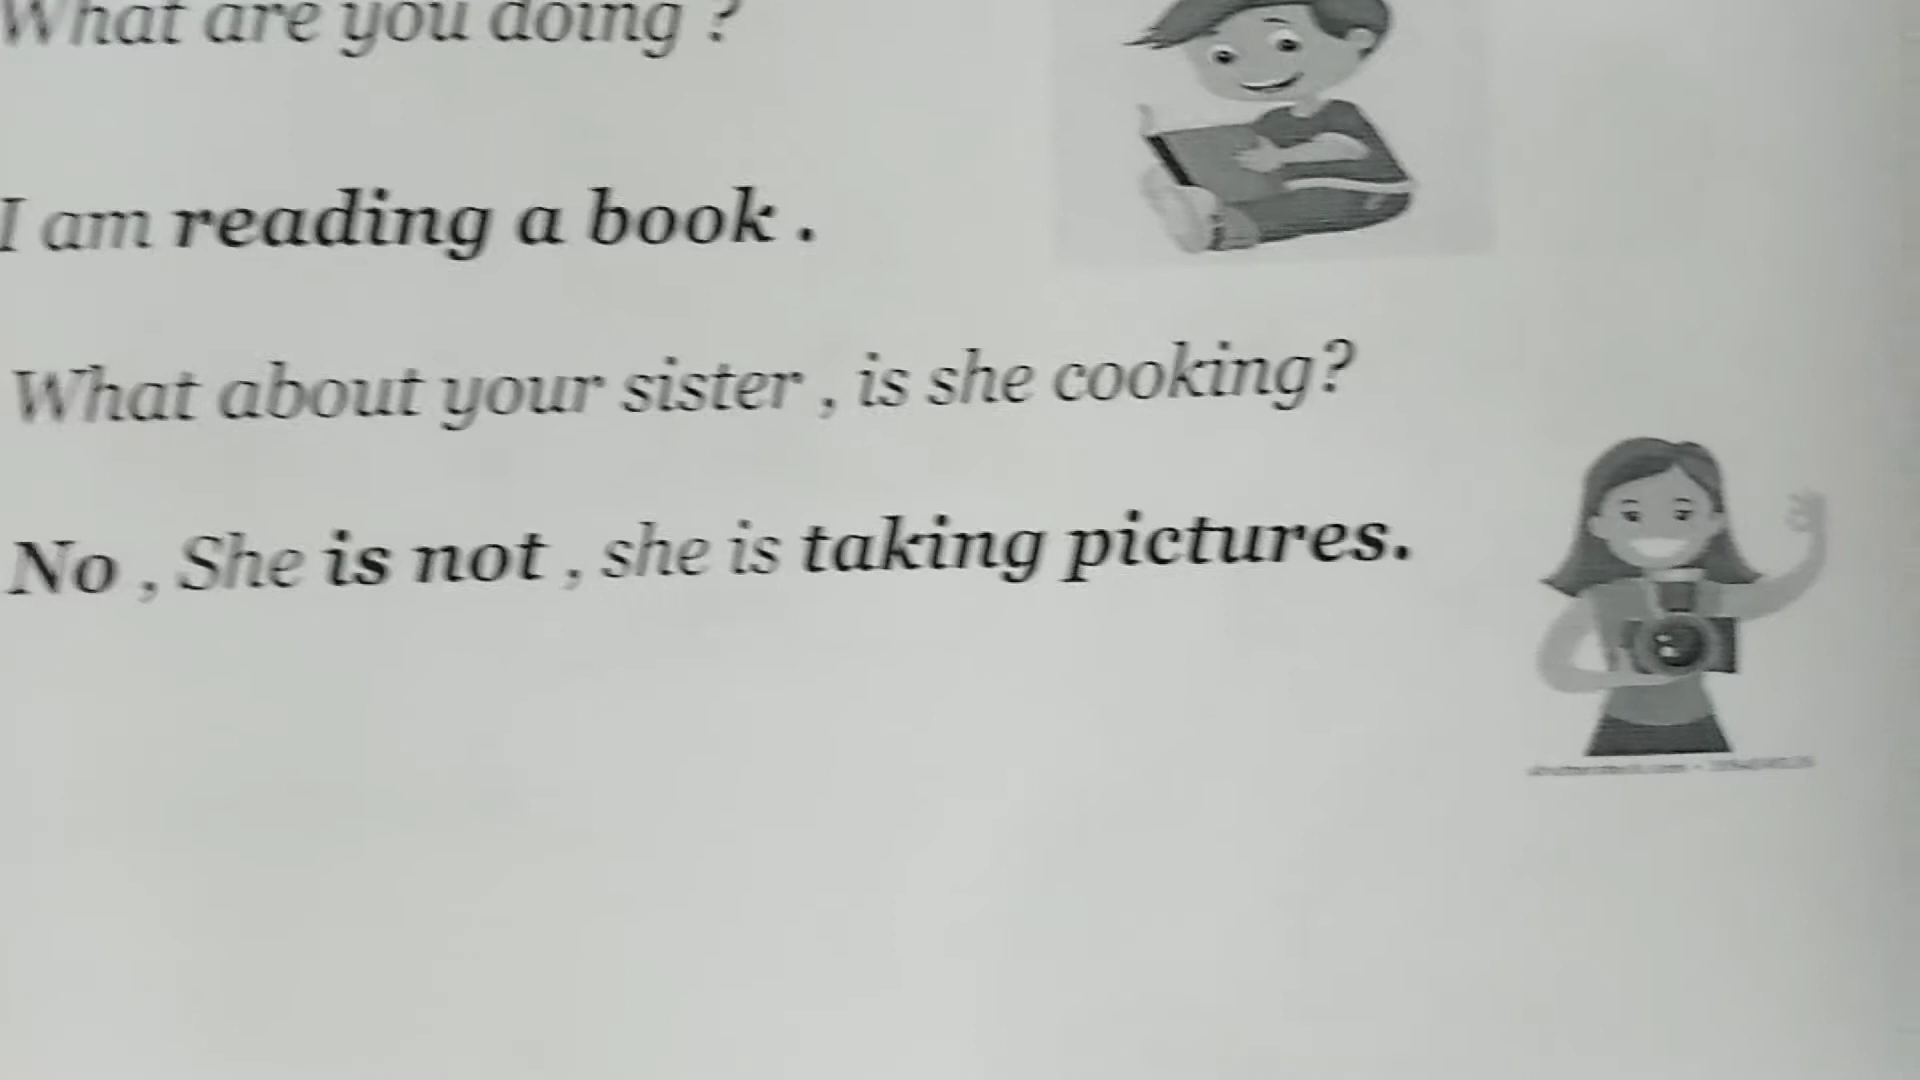 What are you doing ?
I am reading a book .
What about your sister , is she cooking?
No , She is not , she is taking pictures.